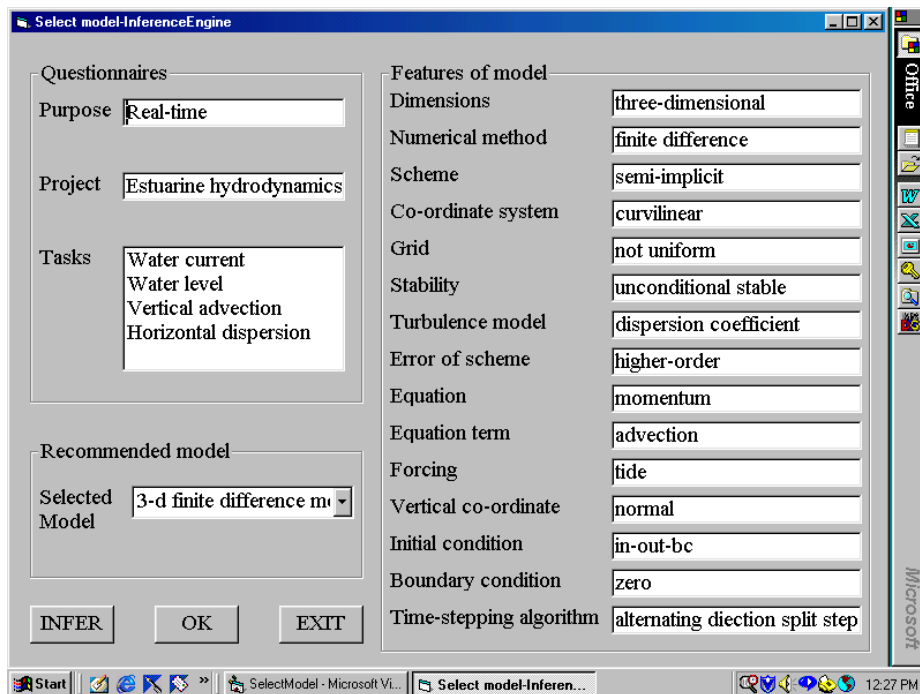 Select model-InferenceEngine
Questionnaires
Purpose Real-time
Project Estuarine hydrodynamics
Tasks
Water current
Water level
Vertical advection
Horizontal dispersion
Recommended model
Selected Model
3-d finite difference m
INFER OK EXIT
Features of model
Dimensions three-dimensional
Numerical method finite difference
Scheme semi-implicit
Co-ordinate system curvilinear
Grid not uniform
Stability unconditional stable
Turbulence model dispersion coefficient
Error of scheme higher-order
Equation momentum
Equation term advection
Forcing tide
Vertical co-ordinate normal
Initial condition in-out-bc
Boundary condition zero
Time-stepping algorithm alternating diection split step
Office
Microsoft
Start » SelectModel - Microsoft Vi... Select model-Inferen... 12:27 PM